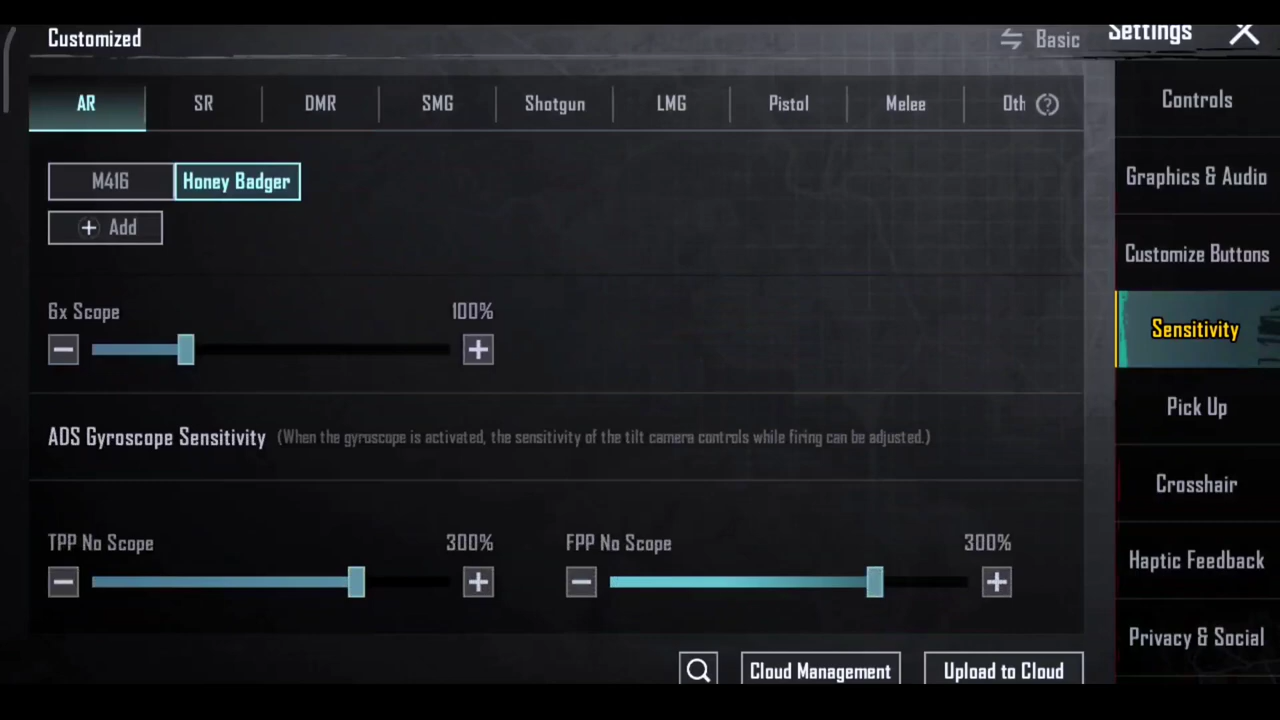 Customized
Basic
Settings
AR
SR
DMR
SMG
Shotgun
LMG
Pistol
Melee
Oth
M416
Honey Badger
Add
6x Scope
100%
ADS Gyroscope Sensitivity (When the gyroscope is activated, the sensitivity of the tilt camera controls while firing can be adjusted.)
TPP No Scope
300%
FPP No Scope
300%
Cloud Management
Upload to Cloud
Controls
Graphics & Audio
Customize Buttons
Sensitivity
Pick Up
Crosshair
Haptic Feedback
Privacy & Social